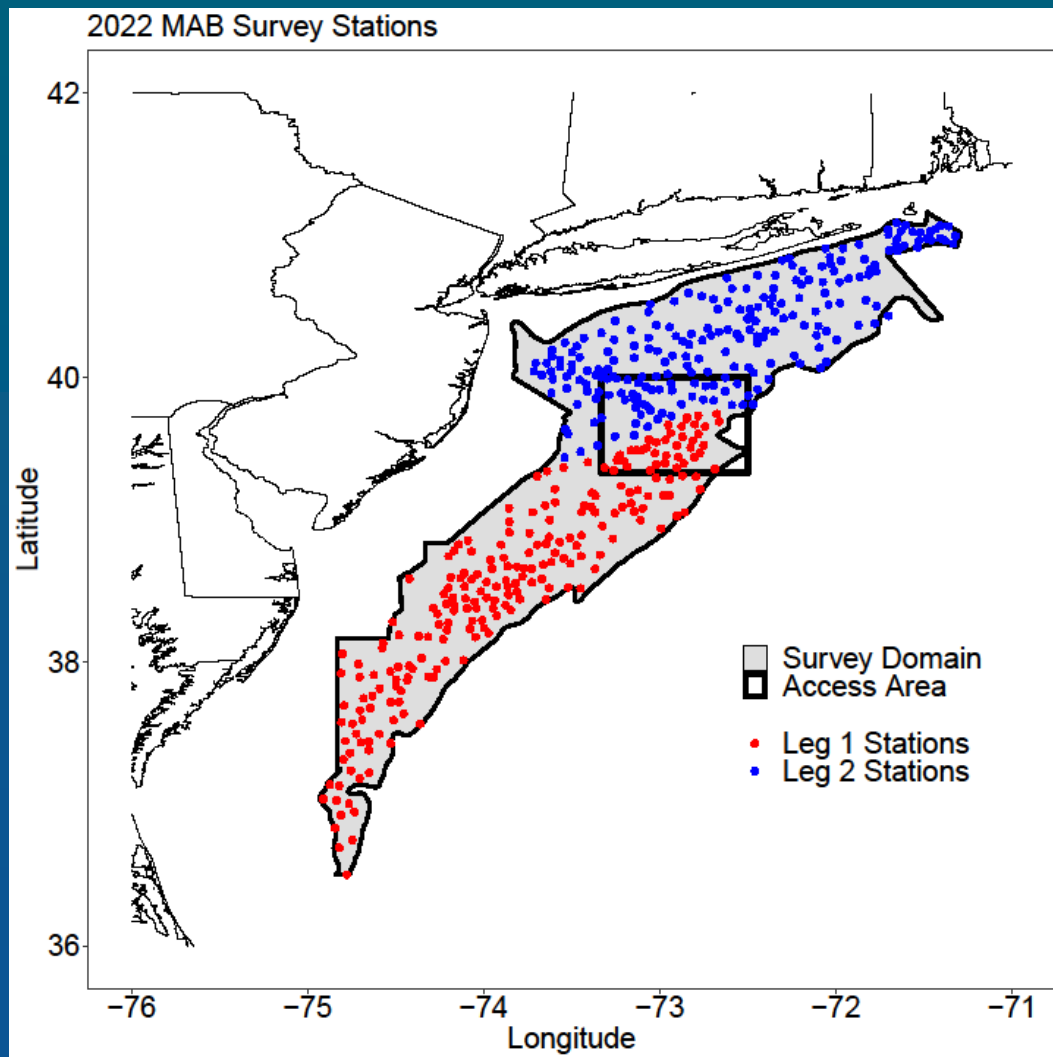 2022 MAB Survey Stations
42
40
38
36
Latitude
Survey Domain
Access Area
Leg 1 Stations
Leg 2 Stations
−76 −75 −74 −73 −72 −71
Longitude